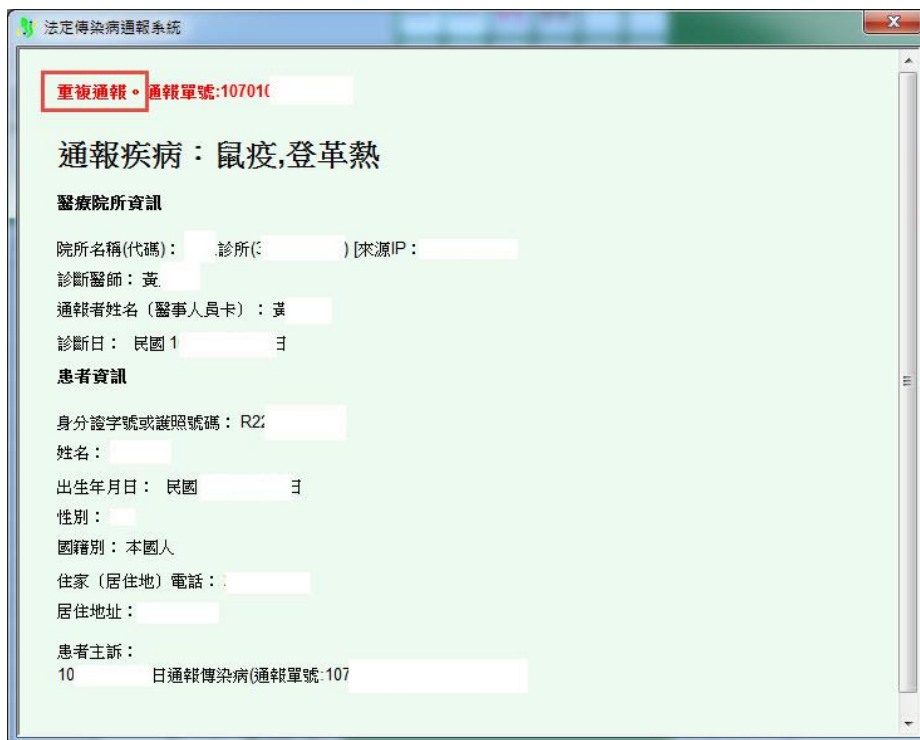 法定傳染病通報系統
重複通報。通報單號:10701
通報疾病：鼠疫,登革熱
醫療院所資訊
院所名稱(代碼)： 診所( ) [來源IP：
診斷醫師：黃
通報者姓名（醫事人員卡）：黃
診斷日： 民國 1 日
患者資訊
身分證字號或護照號碼：R22
姓名：
出生年月日： 民國 日
性別：
國籍別：本國人
住家（居住地）電話：
居住地址：
患者主訴：
10 日通報傳染病(通報單號:107